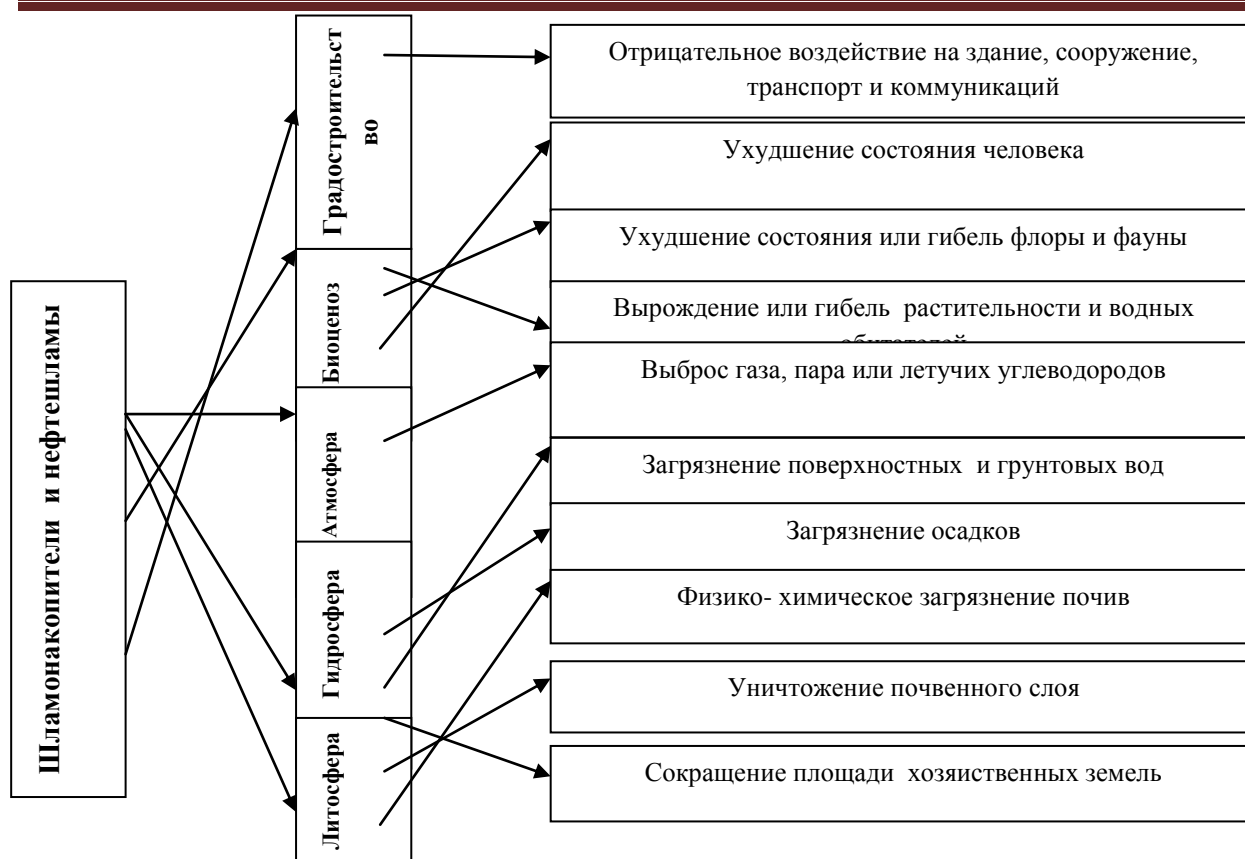 Шламонакопители и нефтешламы
Градостроительст
во
Биоценоз
Атмосфера
Гидросфера
Литосфера
Отрицательное воздействие на здание, сооружение,
транспорт и коммуникаций
Ухудшение состояния человека
Ухудшение состояния или гибель флоры и фауны
Вырождение или гибель растительности и водных
обитателей
Выброс газа, пара или летучих углеводородов
Загрязнение поверхностных и грунтовых вод
Загрязнение осадков
Физико- химическое загрязнение почив
Уничтожение почвенного слоя
Сокращение площади хозяиственных земель